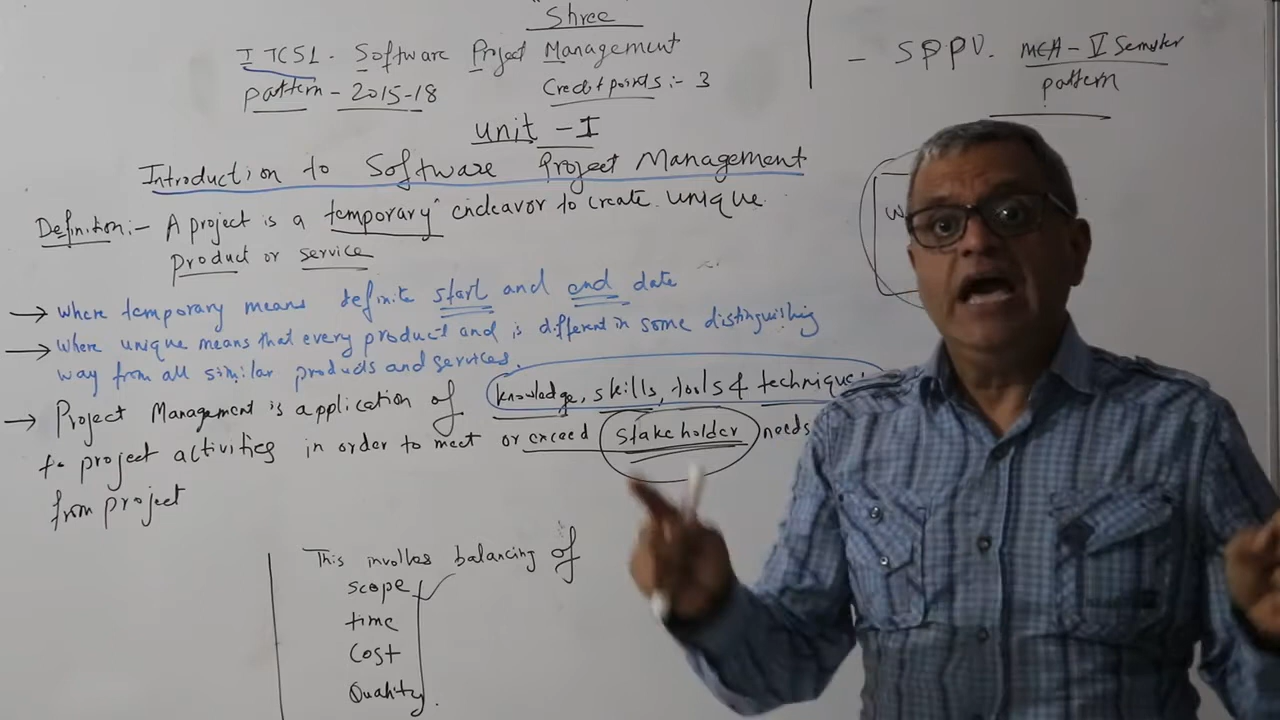 "Shree"
ITCS1. Software Project Management
pattern - 2015-18 Credit points :- 3
- SPPU. MCA - V Semester
pattern
unit - I
Introduction to Software Project Management
Definition :- A project is a "temporary" endeavor to create unique
product or service
→ where temporary means definite start and end date
→ where unique means that every product and is different in some distinguishing
way from all similar products and services.
→ Project Management is application of knowledge, skills, tools & technique
to project activities in order to meet or exceed stakeholder needs
from project
This involves balancing of
scope
time
Cost
Quality.